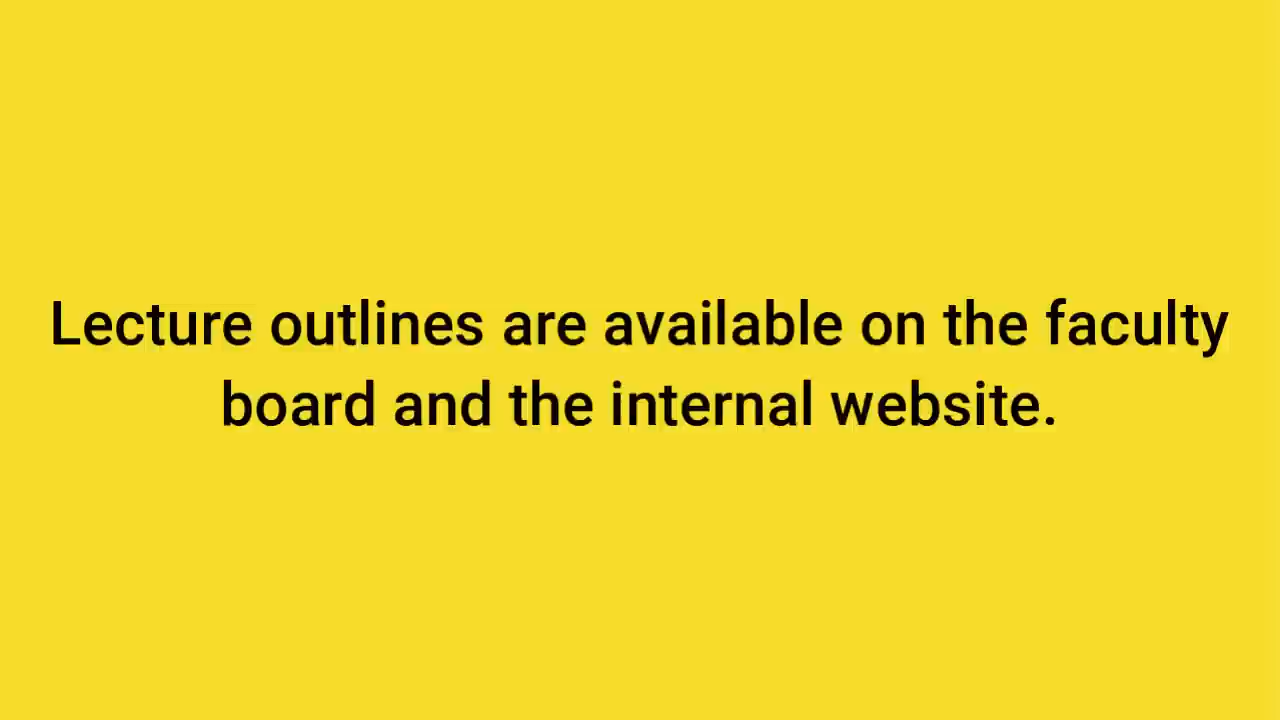 Lecture outlines are available on the faculty
board and the internal website.